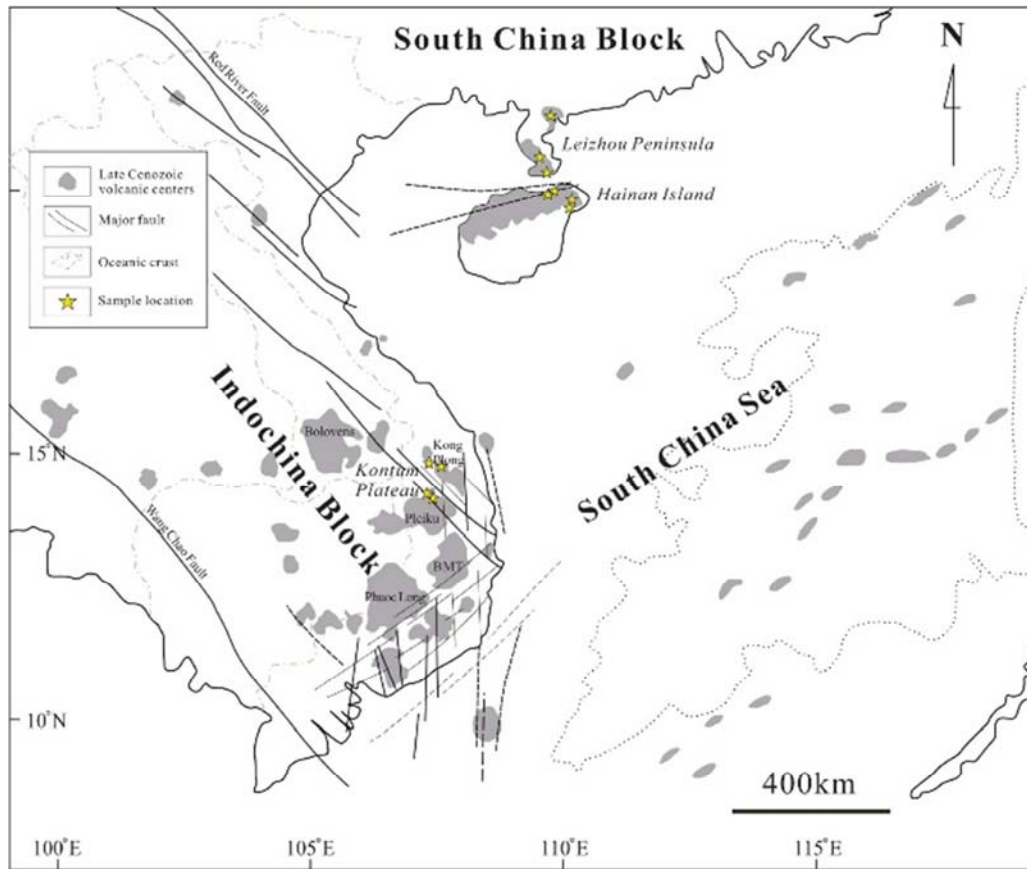 South China Block
N
Red River Fault
Leizhou Peninsula
Hainan Island
Late Cenozoic
volcanic centers
Major fault
Oceanic crust
Sample location
Indochina Block
South China Sea
Bolovens
Kong
Plong
15°N
Kontum
Plateau
Pleiku
Wang Chao Fault
BMT
Phuoc Long
10°N
400km
100°E
105°E
110°E
115°E